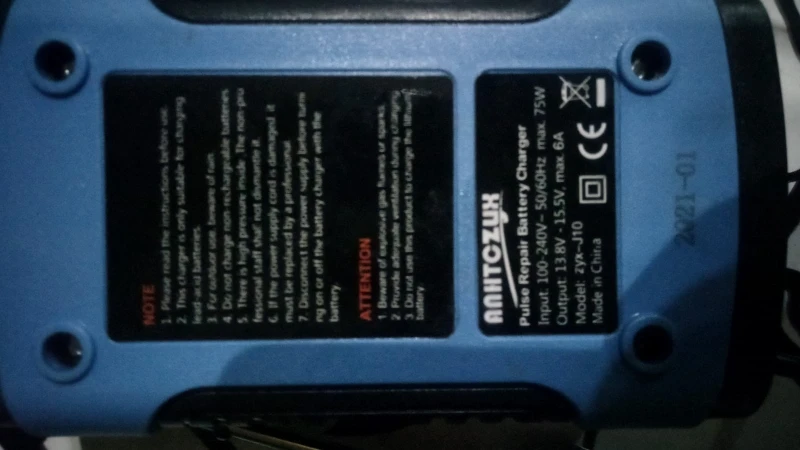 NOTE
1. Please read the instructions before use.
2. The charger is only suitable for charging
lead-acid batteries.
3. For outdoor use, beware of rain.
4. Do not charge non rechargeable batteries
5. There is high pressure inside. The non-pro
fessional staff shall not dismantle it.
6. If the power supply cord is damaged, it
must be replaced by a professional
7. Disconnect the power supply before turni
ng on or off the battery charger with the
battery.
ATTENTION
1. Beware of explosive gas flames or sparks.
2. Provide adequate ventilation during charging
3. Do not use this product to charge the lithium
battery.
ANHTCZYX
Pulse Repair Battery Charger
Input: 100-240V~ 50/60Hz max. 75W
Output: 13.8V -15.5V, max. 6A
Model: zyx-J10
Made in China
CE
2021-01